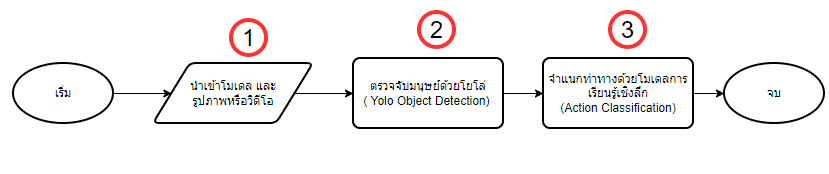 1
2
3
เริ่ม
นำเข้าโมเดล และ
รูปภาพหรือวิดีโอ
ตรวจจับมนุษย์ด้วยโยโล่
( Yolo Object Detection)
จำแนกท่าทางด้วยโมเดลการ
เรียนรู้เชิงลึก
(Action Classification)
จบ